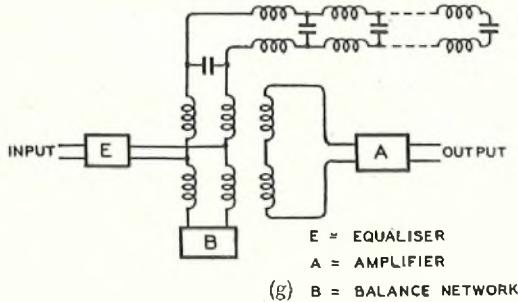 INPUT
E
A
OUTPUT
B
E = EQUALISER
A = AMPLIFIER
(g) B = BALANCE NETWORK